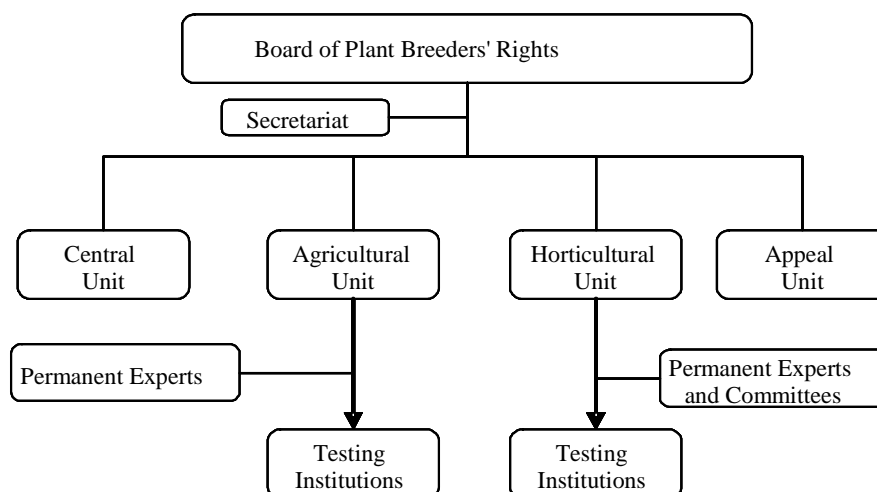 Board of Plant Breeders' Rights
Secretariat
Central
Unit
Agricultural
Unit
Horticultural
Unit
Appeal
Unit
Permanent Experts
Permanent Experts
and Committees
Testing
Institutions
Testing
Institutions